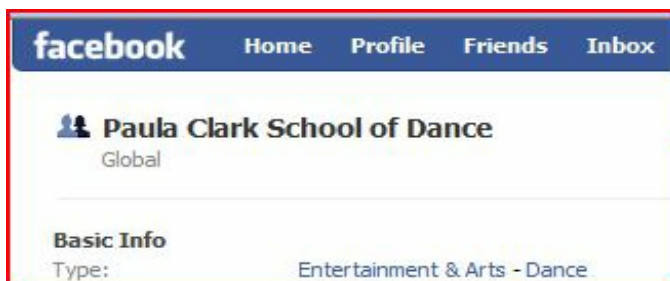 facebook Home Profile Friends Inbox
Paula Clark School of Dance
Global
Basic Info
Type: Entertainment & Arts - Dance